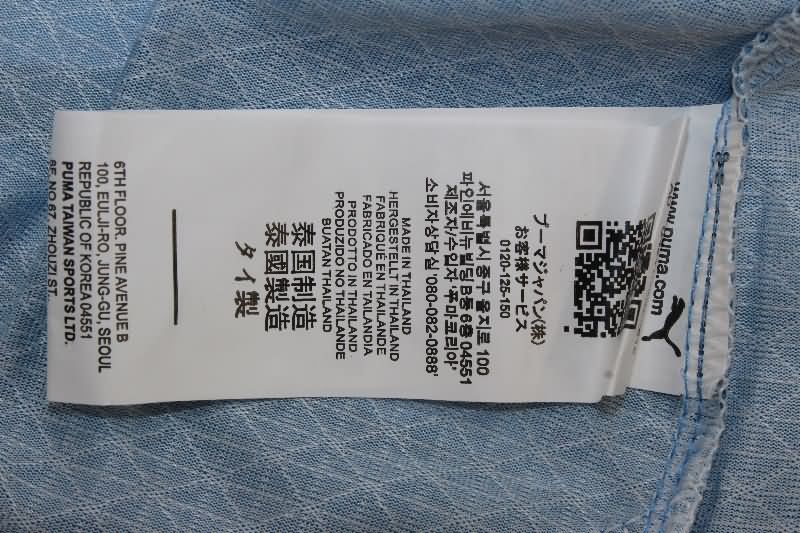 www.puma.com
プーマジャパン(株)
お客様サービス
0120-125-150
서울특별시 중구 을지로 100
파인에비뉴빌딩B동 6층 04551
제조자/수입자 '푸마코리아'
소비자상담실 080-082-0888'
MADE IN THAILAND
HERGESTELLT IN THAILAND
FABRIQUÉ EN THAILANDE
FABRICADO EN TAILANDIA
PRODOTTO IN THAILAND
PRODUZIDO NO THAILANDE
BUATAN THAILAND
泰国制造
泰國製造
タイ製
6TH FLOOR, PINE AVENUE B
100, EULJI-RO, JUNG-GU, SEOUL
REPUBLIC OF KOREA 04551
PUMA TAIWAN SPORTS LTD.
8F, NO.67, ZHOUZI ST.